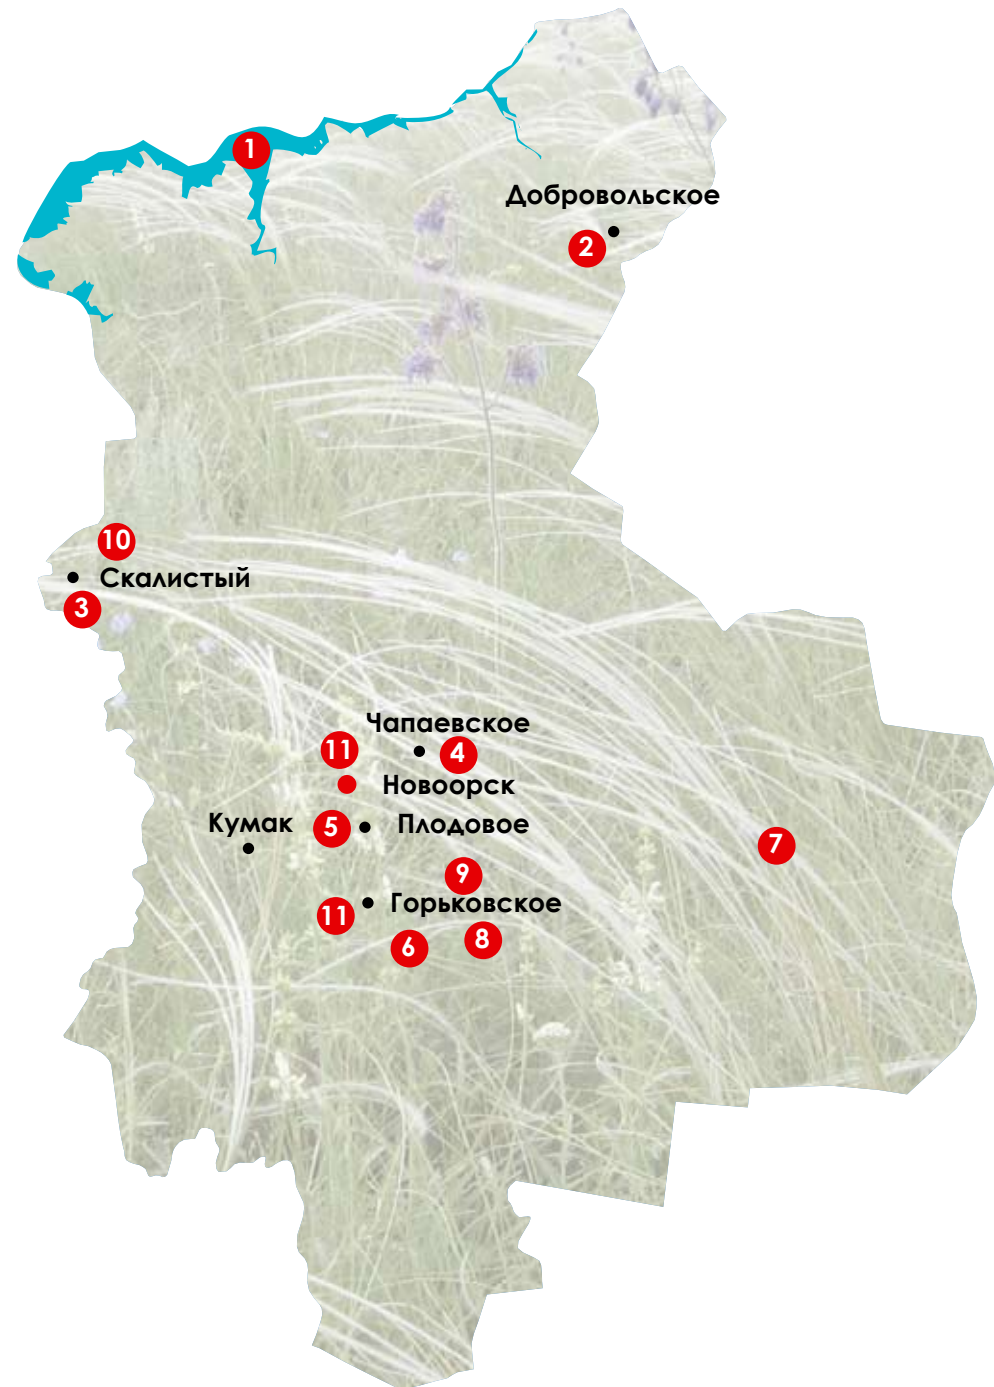 1
Добровольское
2
10
Скалистый
3
Чапаевское
11
4
Новоорск
Кумак
5
Плодовое
7
9
Горьковское
11
6
8